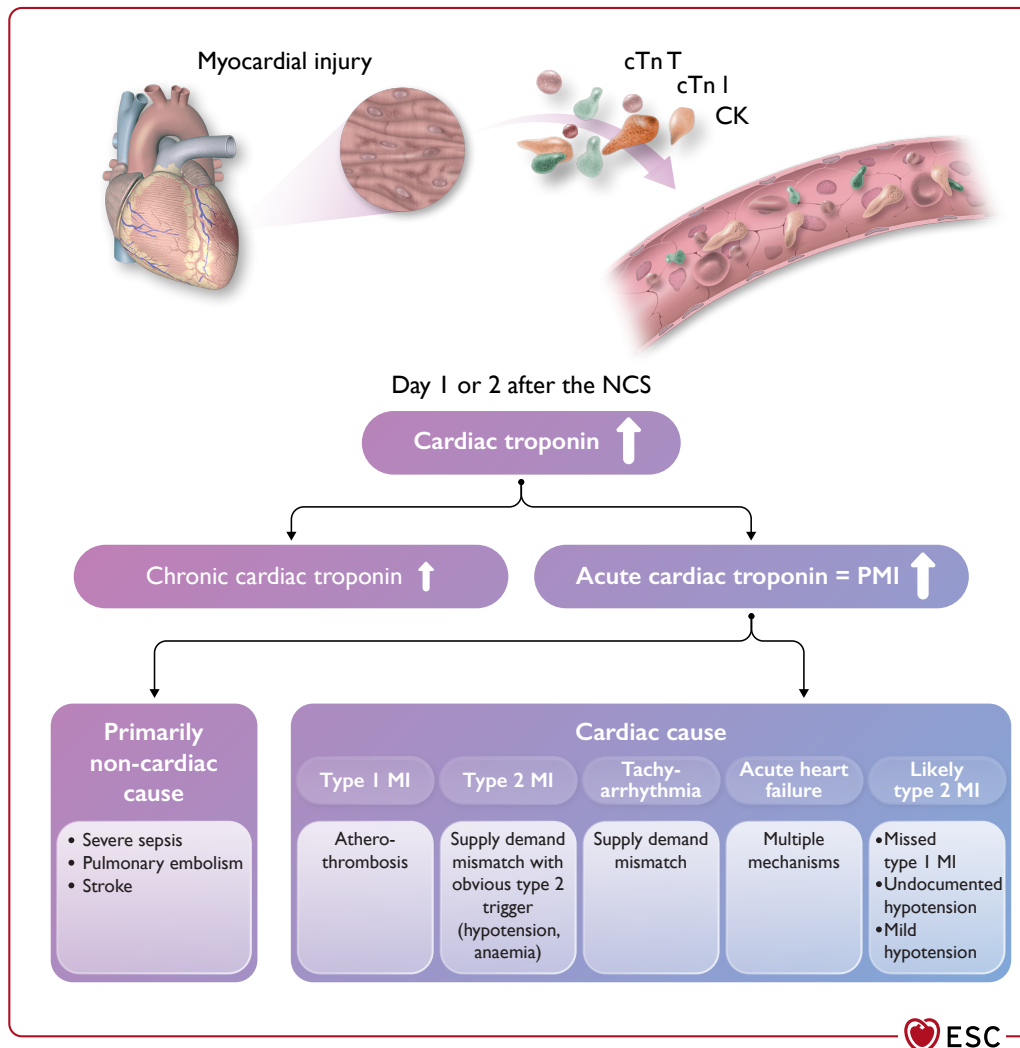 Myocardial injury
cTn T
cTn I
CK
Day 1 or 2 after the NCS
Cardiac troponin
Chronic cardiac troponin
Acute cardiac troponin = PMI
Primarily
non-cardiac
cause
• Severe sepsis
• Pulmonary embolism
• Stroke
Cardiac cause
Type 1 MI
Athero-
thrombosis
Type 2 MI
Supply demand
mismatch with
obvious type 2
trigger
(hypotension,
anaemia)
Tachy-
arrhythmia
Supply demand
mismatch
Acute heart
failure
Multiple
mechanisms
Likely
type 2 MI
•Missed
type 1 MI
•Undocumented
hypotension
•Mild
hypotension
ESC